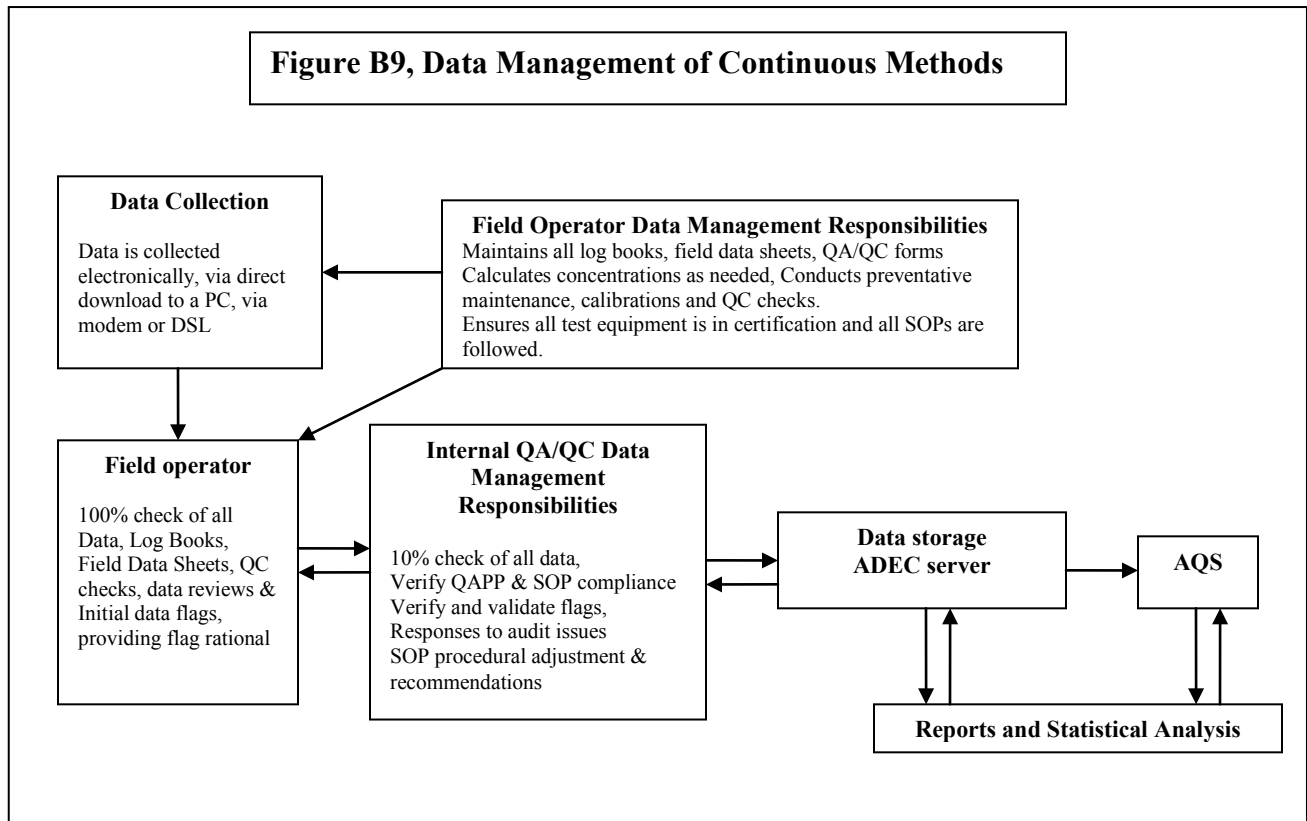 Figure B9, Data Management of Continuous Methods
Data Collection
Data is collected
electronically, via direct
download to a PC, via
modem or DSL
Field Operator Data Management Responsibilities
Maintains all log books, field data sheets, QA/QC forms
Calculates concentrations as needed, Conducts preventative
maintenance, calibrations and QC checks.
Ensures all test equipment is in certification and all SOPs are
followed.
Field operator
100% check of all
Data, Log Books,
Field Data Sheets, QC
checks, data reviews &
Initial data flags,
providing flag rational
Internal QA/QC Data
Management
Responsibilities
10% check of all data,
Verify QAPP & SOP compliance
Verify and validate flags,
Responses to audit issues
SOP procedural adjustment &
recommendations
Data storage
ADEC server
AQS
Reports and Statistical Analysis